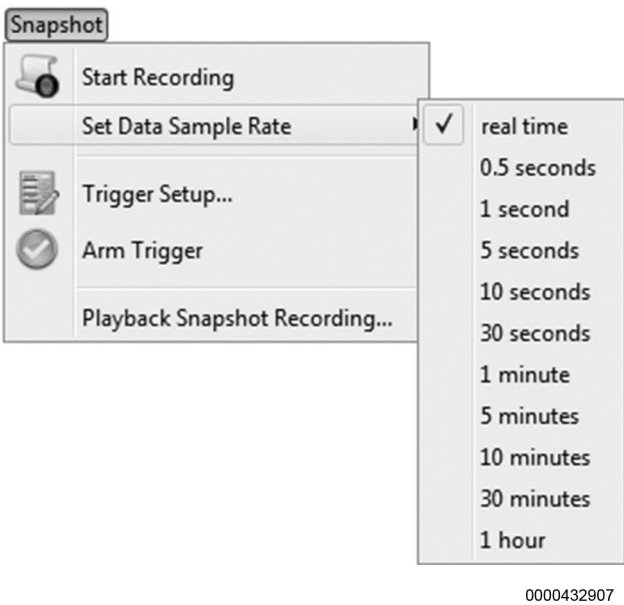 Snapshot
Start Recording
Set Data Sample Rate
Trigger Setup...
Arm Trigger
Playback Snapshot Recording...
real time
0.5 seconds
1 second
5 seconds
10 seconds
30 seconds
1 minute
5 minutes
10 minutes
30 minutes
1 hour
0000432907